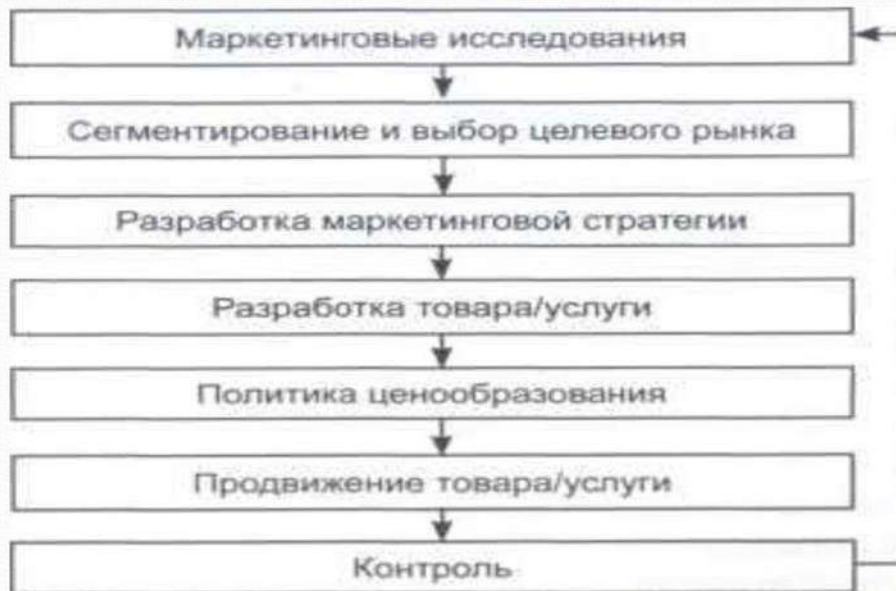 Маркетинговые исследования
Сегментирование и выбор целевого рынка
Разработка маркетинговой стратегии
Разработка товара/услуги
Политика ценообразования
Продвижение товара/услуги
Контроль